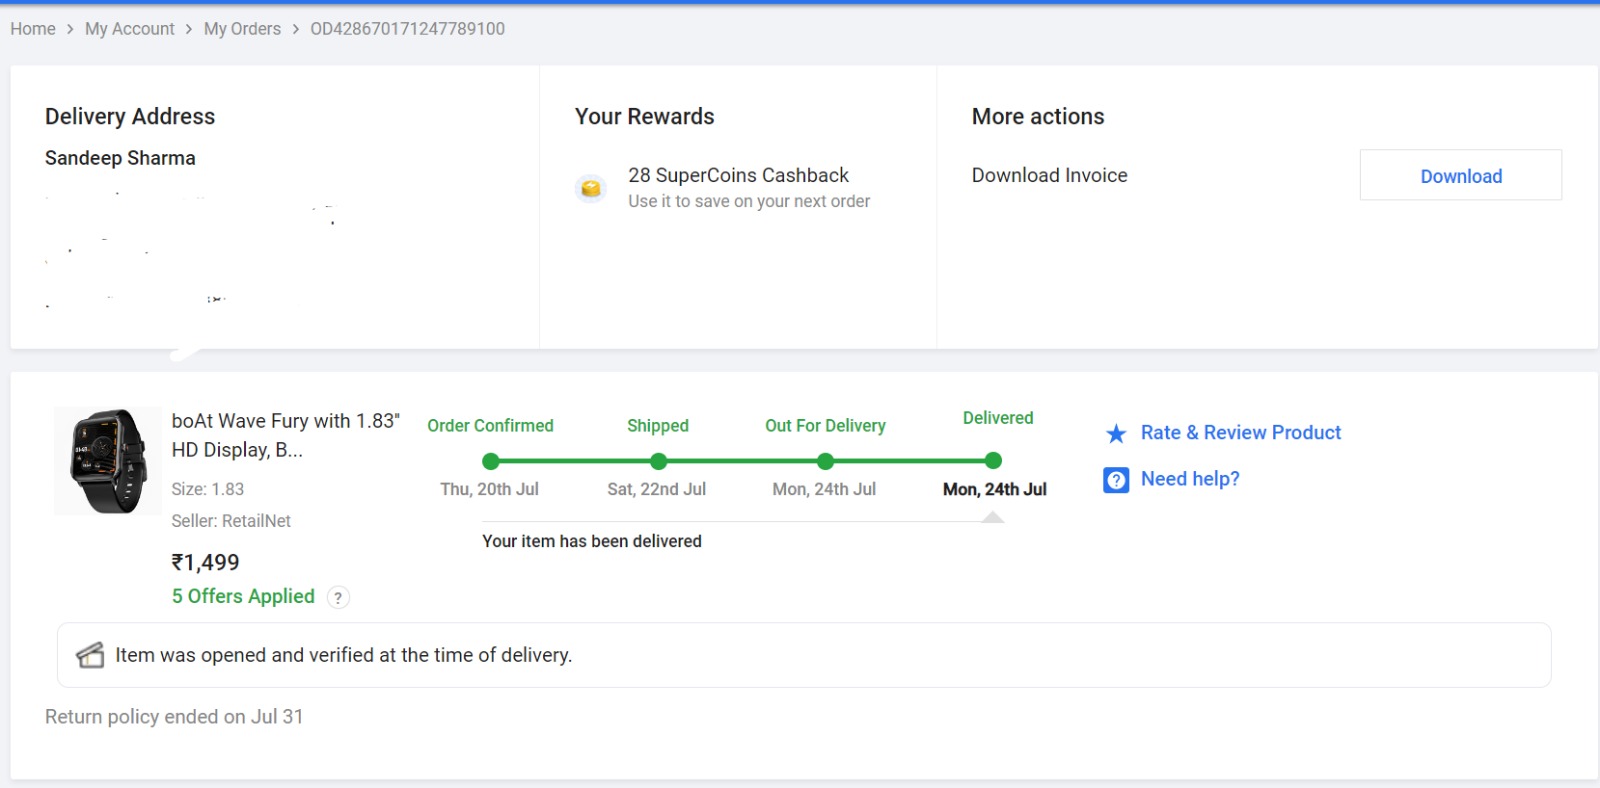 Home > My Account > My Orders > OD428670171247789100
Delivery Address
Sandeep Sharma
Your Rewards
28 SuperCoins Cashback
Use it to save on your next order
More actions
Download Invoice
Download
boAt Wave Fury with 1.83"
HD Display, B...
Size: 1.83
Seller: RetailNet
₹1,499
5 Offers Applied ?
Order Confirmed
Thu, 20th Jul
Shipped
Sat, 22nd Jul
Out For Delivery
Mon, 24th Jul
Delivered
Mon, 24th Jul
Your item has been delivered
Rate & Review Product
? Need help?
Item was opened and verified at the time of delivery.
Return policy ended on Jul 31